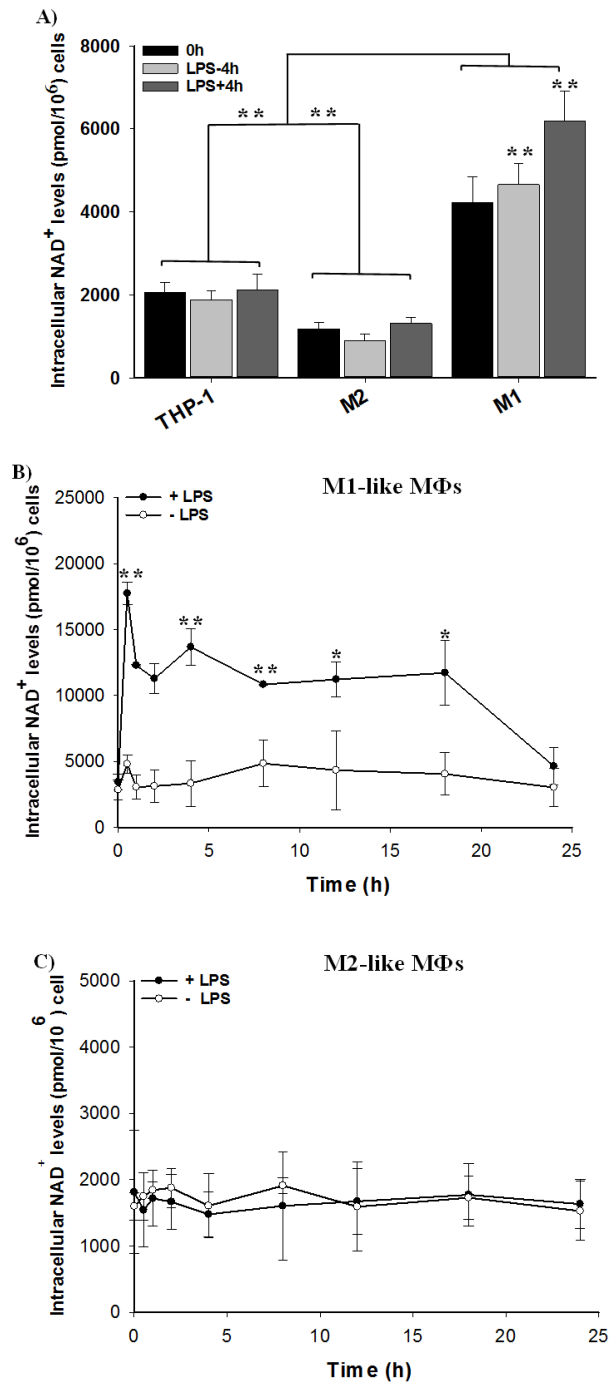 A)
Intracellular NAD+ levels (pmol/10^6) cells
8000
6000
4000
2000
0
0h
LPS-4h
LPS+4h
** **
**
**
THP-1
M2
M1
B)
M1-like MΦs
Intracellular NAD+ levels (pmol/10^6) cells
25000
20000
15000
10000
5000
0
+ LPS
- LPS
**
**
**
*
*
0 5 10 15 20 25
Time (h)
C)
M2-like MΦs
Intracellular NAD+ levels (pmol/10^6) cell
5000
4000
3000
2000
1000
0
+ LPS
- LPS
0 5 10 15 20 25
Time (h)